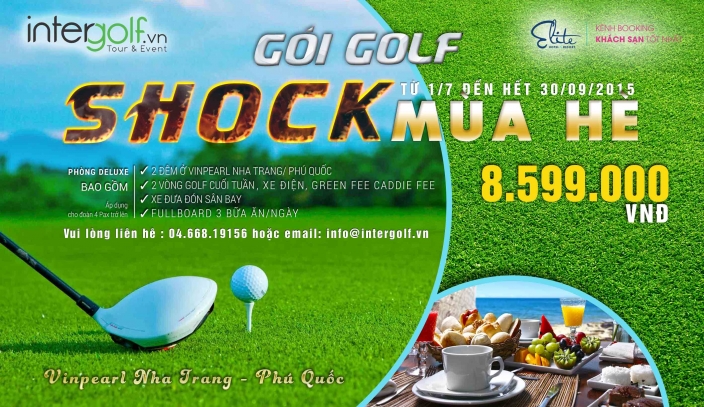 intergolf.vn
Tour & Event
GÓI GOLF
Elite
KÊNH BOOKING
KHÁCH SẠN TỐT NHẤT
SHOCK MÙA HÈ
TỪ 1/7 ĐẾN HẾT 30/09/2015
PHÒNG DELUXE
BAO GỒM
Áp dụng
cho đoàn 4 Pax trở lên
✓ 2 ĐÊM Ở VINPEARL NHA TRANG/ PHÚ QUỐC
✓ 2 VÒNG GOLF CUỐI TUẦN, XE ĐIỆN, GREEN FEE CADDIE FEE
✓ XE ĐƯA ĐÓN SÂN BAY
✓ FULLBOARD 3 BỮA ĂN/NGÀY
8.599.000
VNĐ
Vui lòng liên hê : 04.668.19156 hoặc email: info@intergolf.vn
Vinpearl Nha Trang - Phú Quốc